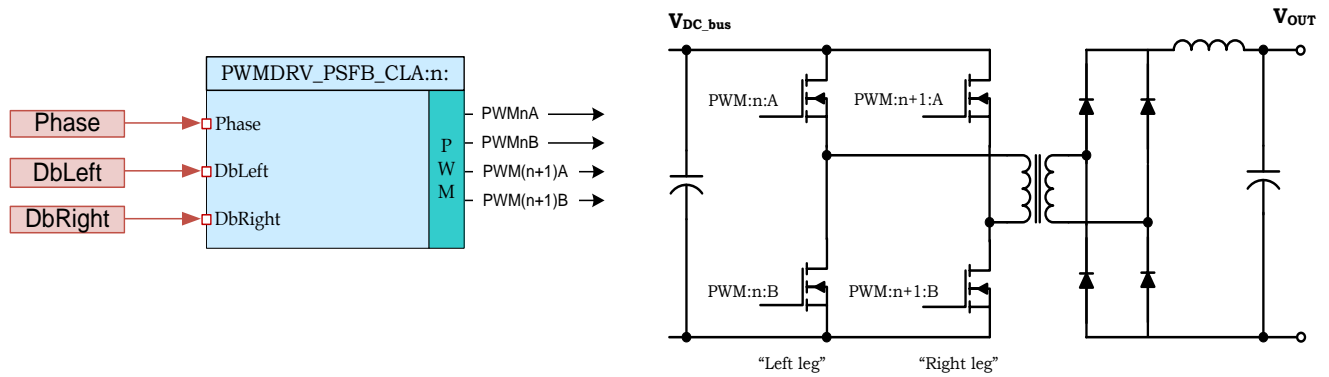 PWMDRV_PSFB_CLA:n:
Phase
DbLeft
DbRight
Phase
DbLeft
DbRight
P
W
M
PWMnA
PWMnB
PWM(n+1)A
PWM(n+1)B
VDC_bus
VOUT
PWM:n:A
PWM:n+1:A
PWM:n:B
PWM:n+1:B
“Left leg”
“Right leg”